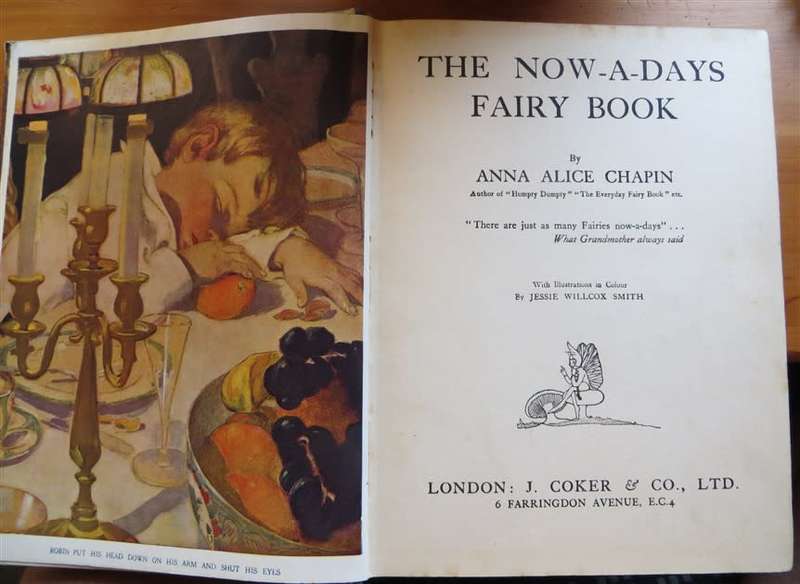 ROBIN PUT HIS HEAD DOWN ON HIS ARM AND SHUT HIS EYES
THE NOW-A-DAYS
FAIRY BOOK
By
ANNA ALICE CHAPIN
Author of "Humpty Dumpty" "The Everyday Fairy Book" etc.
"There are just as many Fairies now-a-days" . . .
What Grandmother always said
With Illustrations in Colour
By JESSIE WILLCOX SMITH
LONDON: J. COKER & CO., LTD.
6 FARRINGDON AVENUE, E.C.4